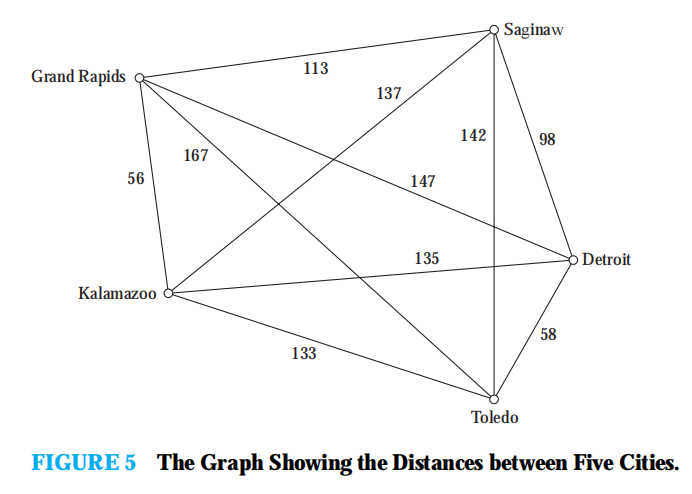 Saginaw
Grand Rapids
113
137
142
98
167
56
147
135
Detroit
Kalamazoo
58
133
Toledo
FIGURE 5 The Graph Showing the Distances between Five Cities.